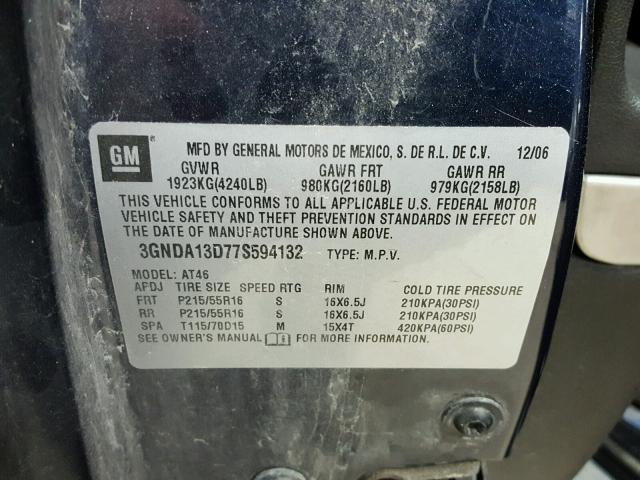 GM MFD BY GENERAL MOTORS DE MEXICO, S. DE R.L. DE C.V. 12/06
GVWR GAWR FRT GAWR RR
1923KG(4240LB) 980KG(2160LB) 979KG(2158LB)
THIS VEHICLE CONFORMS TO ALL APPLICABLE U.S. FEDERAL MOTOR
VEHICLE SAFETY AND THEFT PREVENTION STANDARDS IN EFFECT ON
THE DATE OF MANUFACTURE SHOWN ABOVE.
3GNDA13D77S594132 TYPE: M.P.V.
MODEL: AT46
AFDJ TIRE SIZE SPEED RTG RIM COLD TIRE PRESSURE
FRT P215/55R16 S 16X6.5J 210KPA(30PSI)
RR P215/55R16 S 16X6.5J 210KPA(30PSI)
SPA T115/70D15 M 15X4T 420KPA(60PSI)
SEE OWNER'S MANUAL FOR MORE INFORMATION.